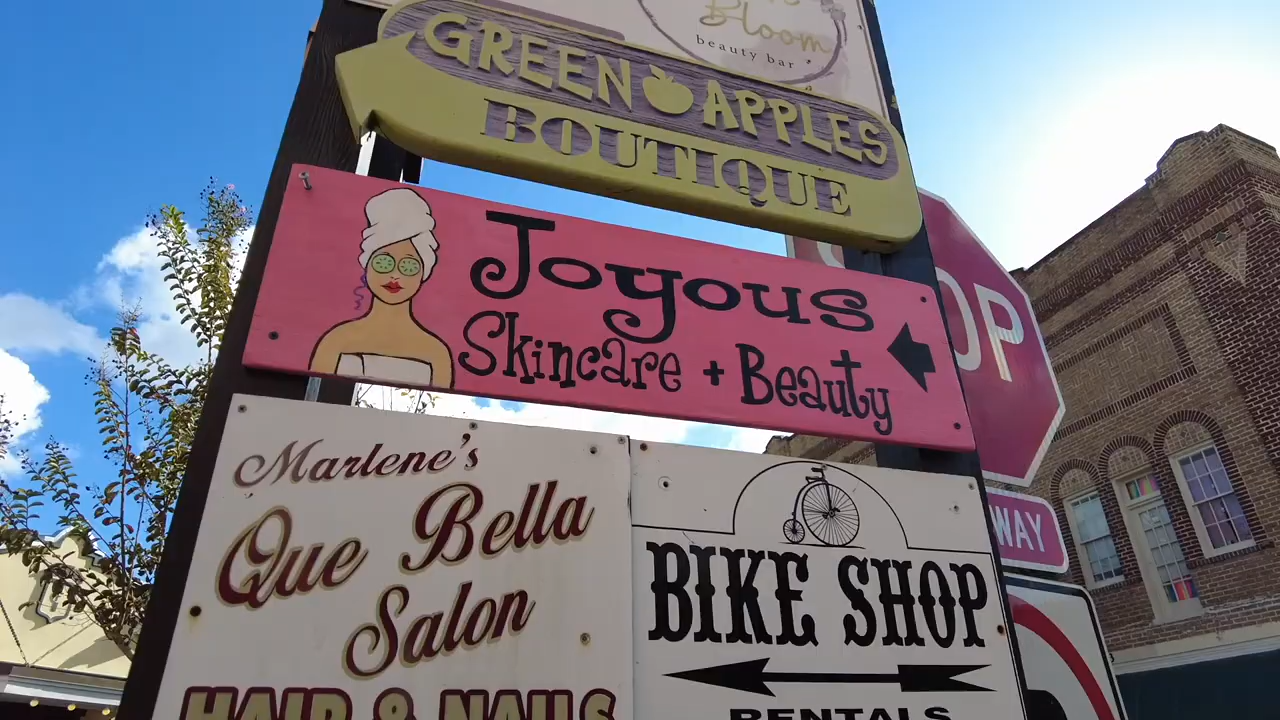 Bloom
beauty bar
GREEN APPLES
BOUTIQUE
Joyous
Skincare + Beauty
Marlene's
Que Bella
Salon
HAIR & NAILS
BIKE SHOP
RENTALS
OP
WAY